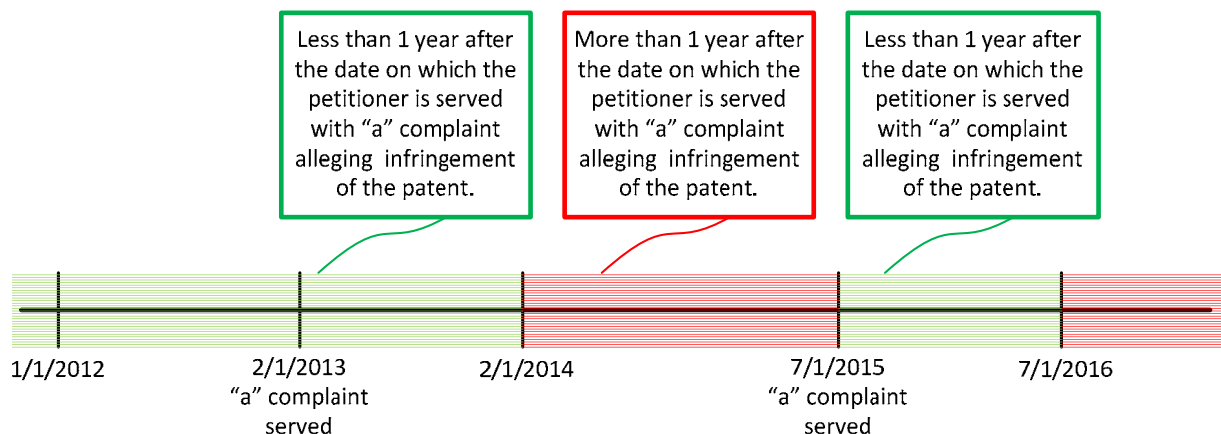 Less than 1 year after
the date on which the
petitioner is served
with “a” complaint
alleging infringement
of the patent.
More than 1 year after
the date on which the
petitioner is served
with “a” complaint
alleging infringement
of the patent.
Less than 1 year after
the date on which the
petitioner is served
with “a” complaint
alleging infringement
of the patent.
1/1/2012
2/1/2013
“a” complaint
served
2/1/2014
7/1/2015
“a” complaint
served
7/1/2016